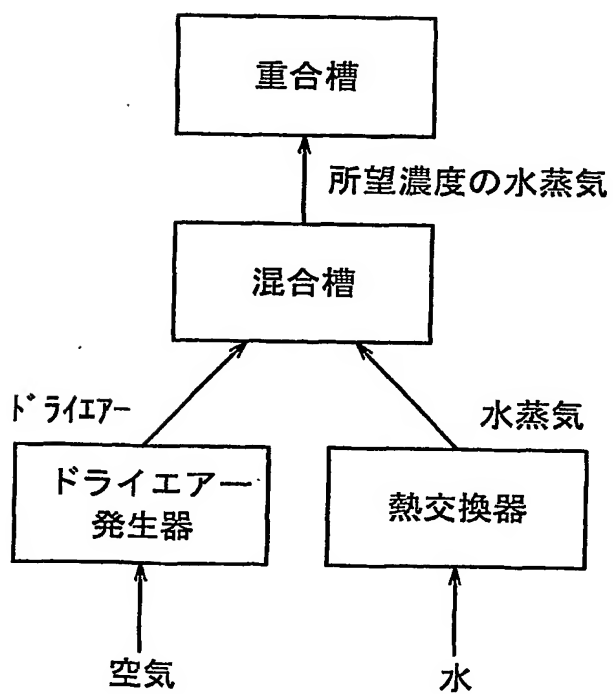 重合槽
所望濃度の水蒸気
混合槽
ﾄﾞﾗｲｴｱｰ
水蒸気
ドライエアー
発生器
熱交換器
空気
水